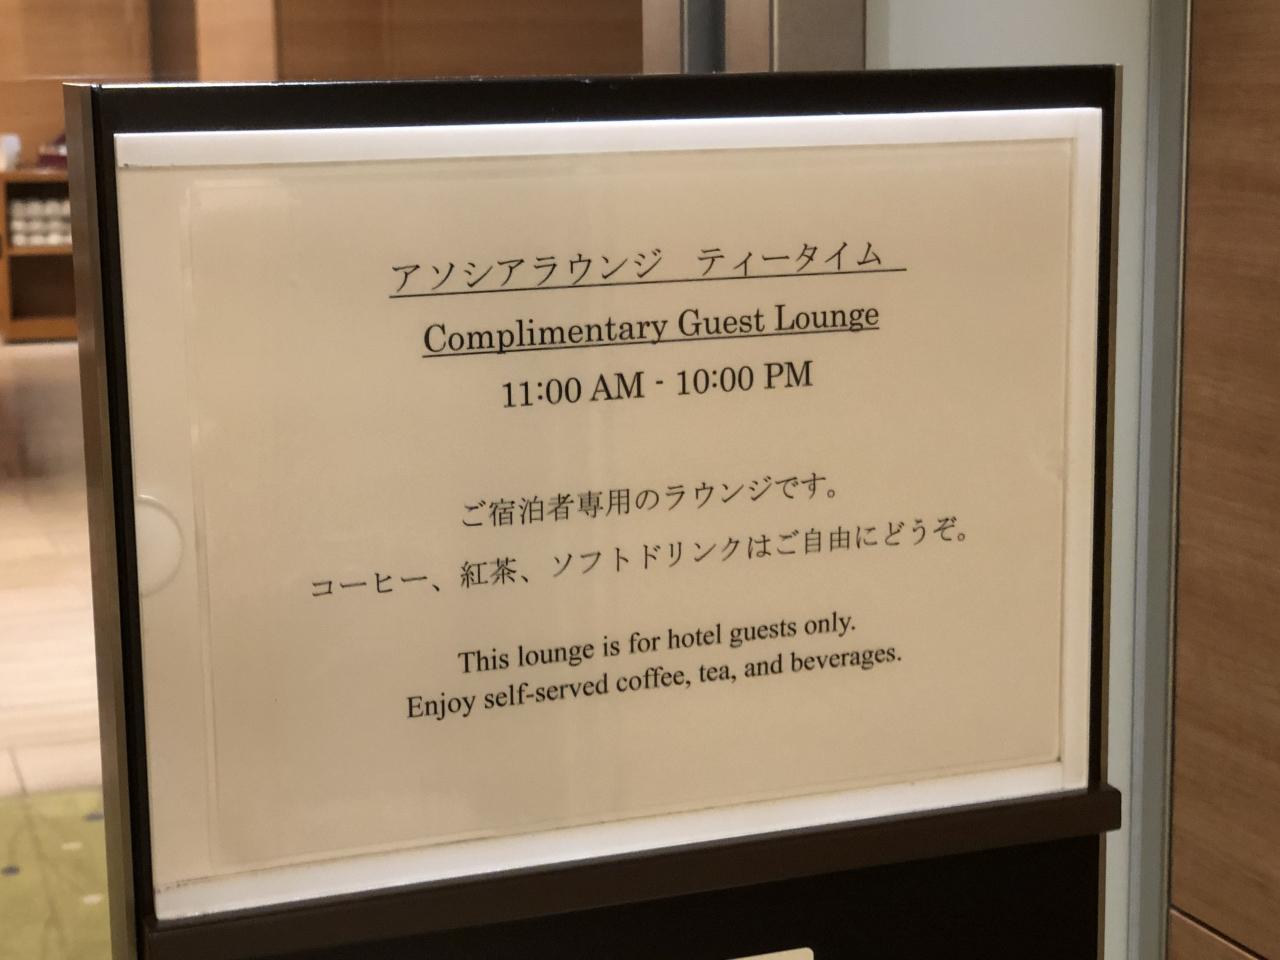 アソシアラウンジ　ティータイム
Complimentary Guest Lounge
11:00 AM - 10:00 PM
ご宿泊者専用のラウンジです。
コーヒー、紅茶、ソフトドリンクはご自由にどうぞ。
This lounge is for hotel guests only.
Enjoy self-served coffee, tea, and beverages.